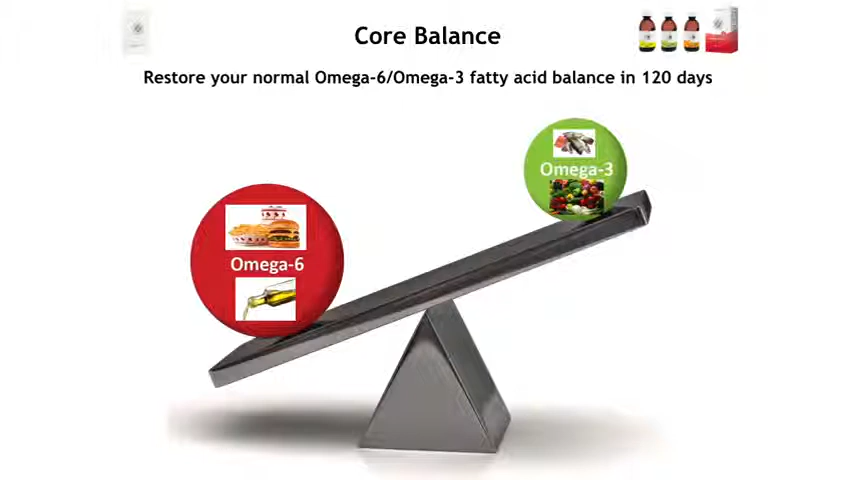 Core Balance
Restore your normal Omega-6/Omega-3 fatty acid balance in 120 days
Omega-3
Omega-6